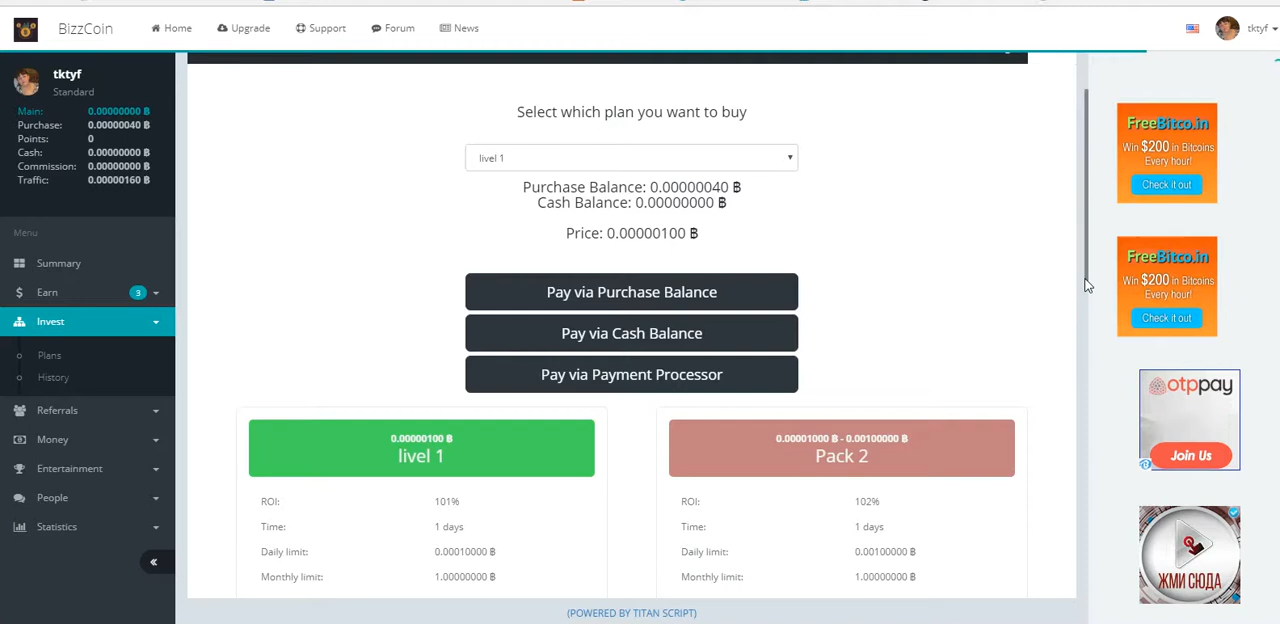 BizzCoin
Home
Upgrade
Support
Forum
News
tktyf
tktyf
Standard
Main: 0.00000000 ฿
Purchase: 0.00000040 ฿
Points: 0
Cash: 0.00000000 ฿
Commission: 0.00000000 ฿
Traffic: 0.00000160 ฿
Menu
Summary
Earn 3
Invest
Plans
History
Referrals
Money
Entertainment
People
Statistics
«
Select which plan you want to buy
livel 1
Purchase Balance: 0.00000040 ฿
Cash Balance: 0.00000000 ฿
Price: 0.00000100 ฿
Pay via Purchase Balance
Pay via Cash Balance
Pay via Payment Processor
0.00000100 ฿
livel 1
ROI: 101%
Time: 1 days
Daily limit: 0.00010000 ฿
Monthly limit: 1.00000000 ฿
0.00001000 ฿ - 0.00100000 ฿
Pack 2
ROI: 102%
Time: 1 days
Daily limit: 0.00100000 ฿
Monthly limit: 1.00000000 ฿
(POWERED BY TITAN SCRIPT)
FreeBitco.in
Win $200 in Bitcoins
Every hour!
Check it out
FreeBitco.in
Win $200 in Bitcoins
Every hour!
Check it out
otppay
Join Us
ЖМИ СЮДА